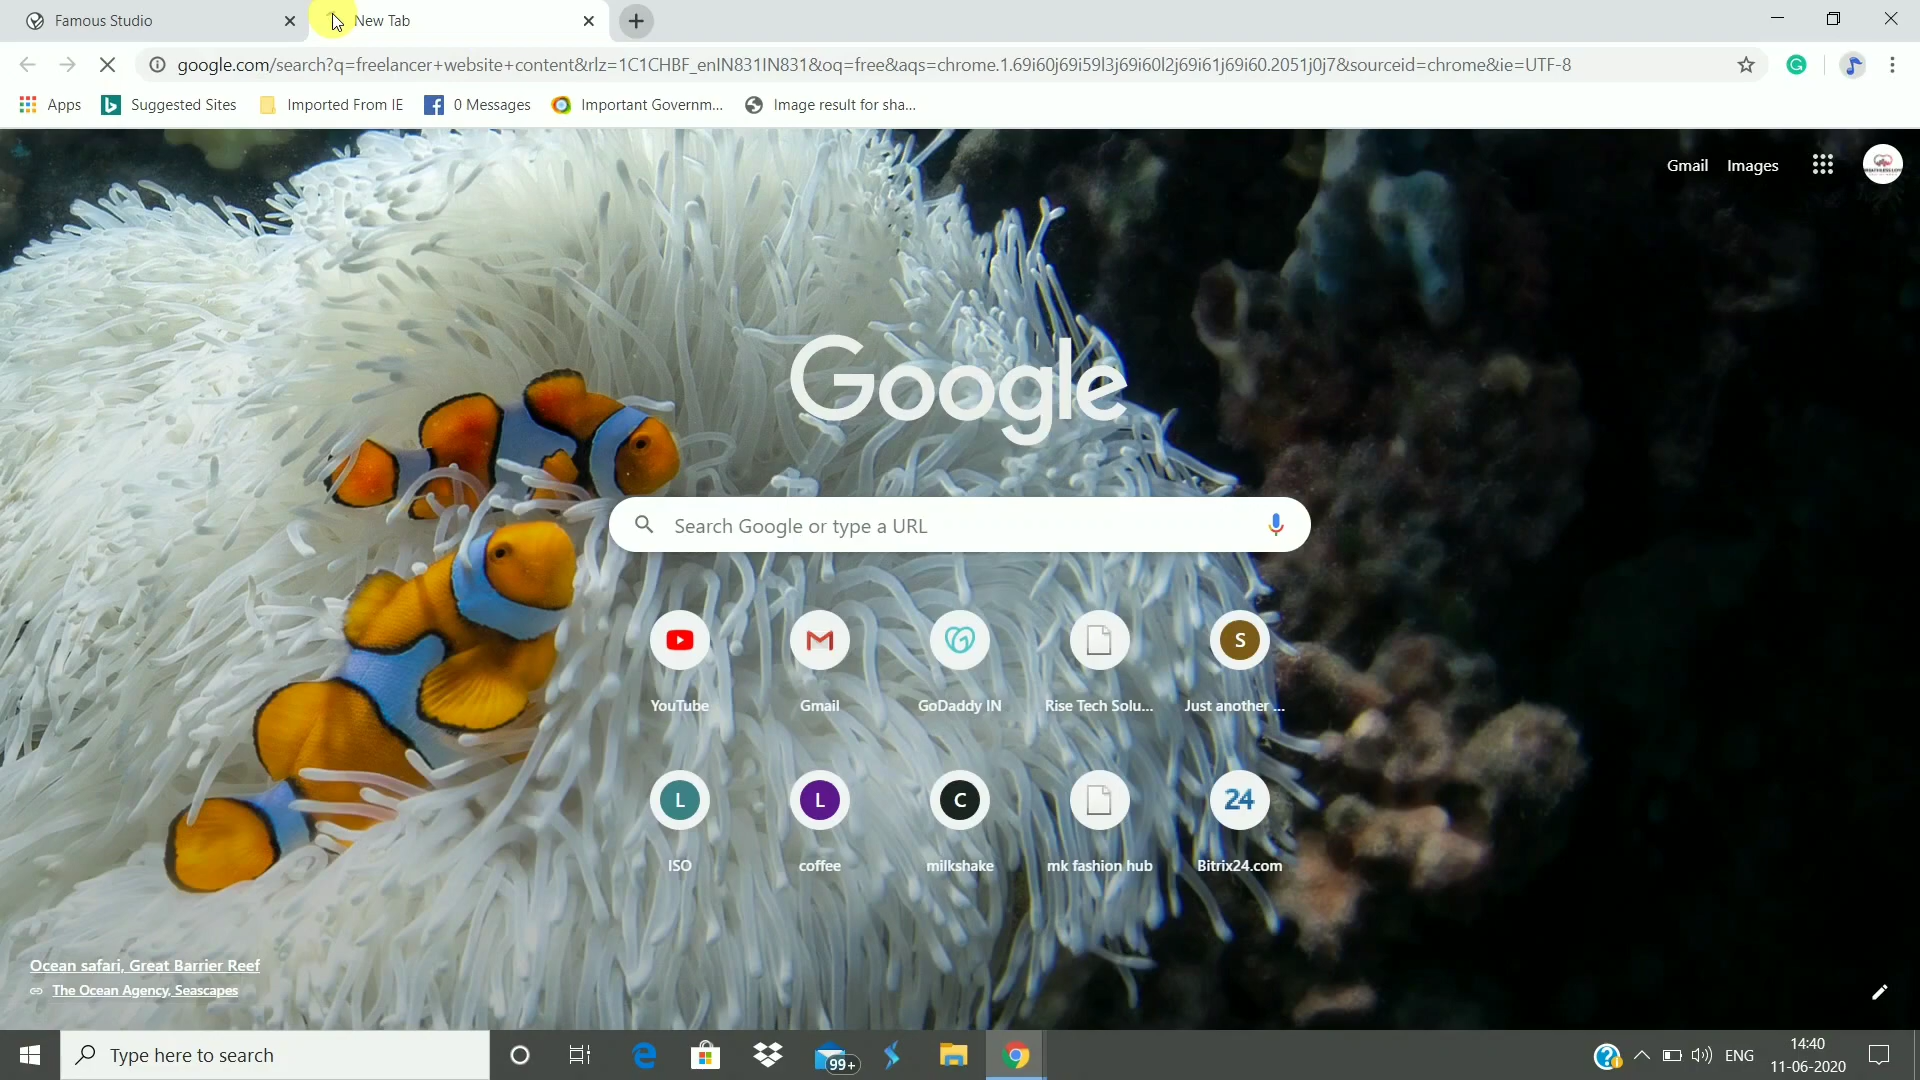 Famous Studio
New Tab
google.com/search?q=freelancer+website+content&rlz=1C1CHBF_enIN831IN831&oq=free&aqs=chrome.1.69i60j69i59l3j69i60l2j69i61j69i60.2051j0j7&sourceid=chrome&ie=UTF-8
Apps
Suggested Sites
Imported From IE
0 Messages
Important Governm...
Image result for sha...
Gmail
Images
Google
Search Google or type a URL
S
YouTube
Gmail
GoDaddy IN
Rise Tech Solu...
Just another ...
L
L
C
24
ISO
coffee
milkshake
mk fashion hub
Bitrix24.com
Ocean safari, Great Barrier Reef
The Ocean Agency, Seascapes
Type here to search
99+
ENG
14:40
11-06-2020